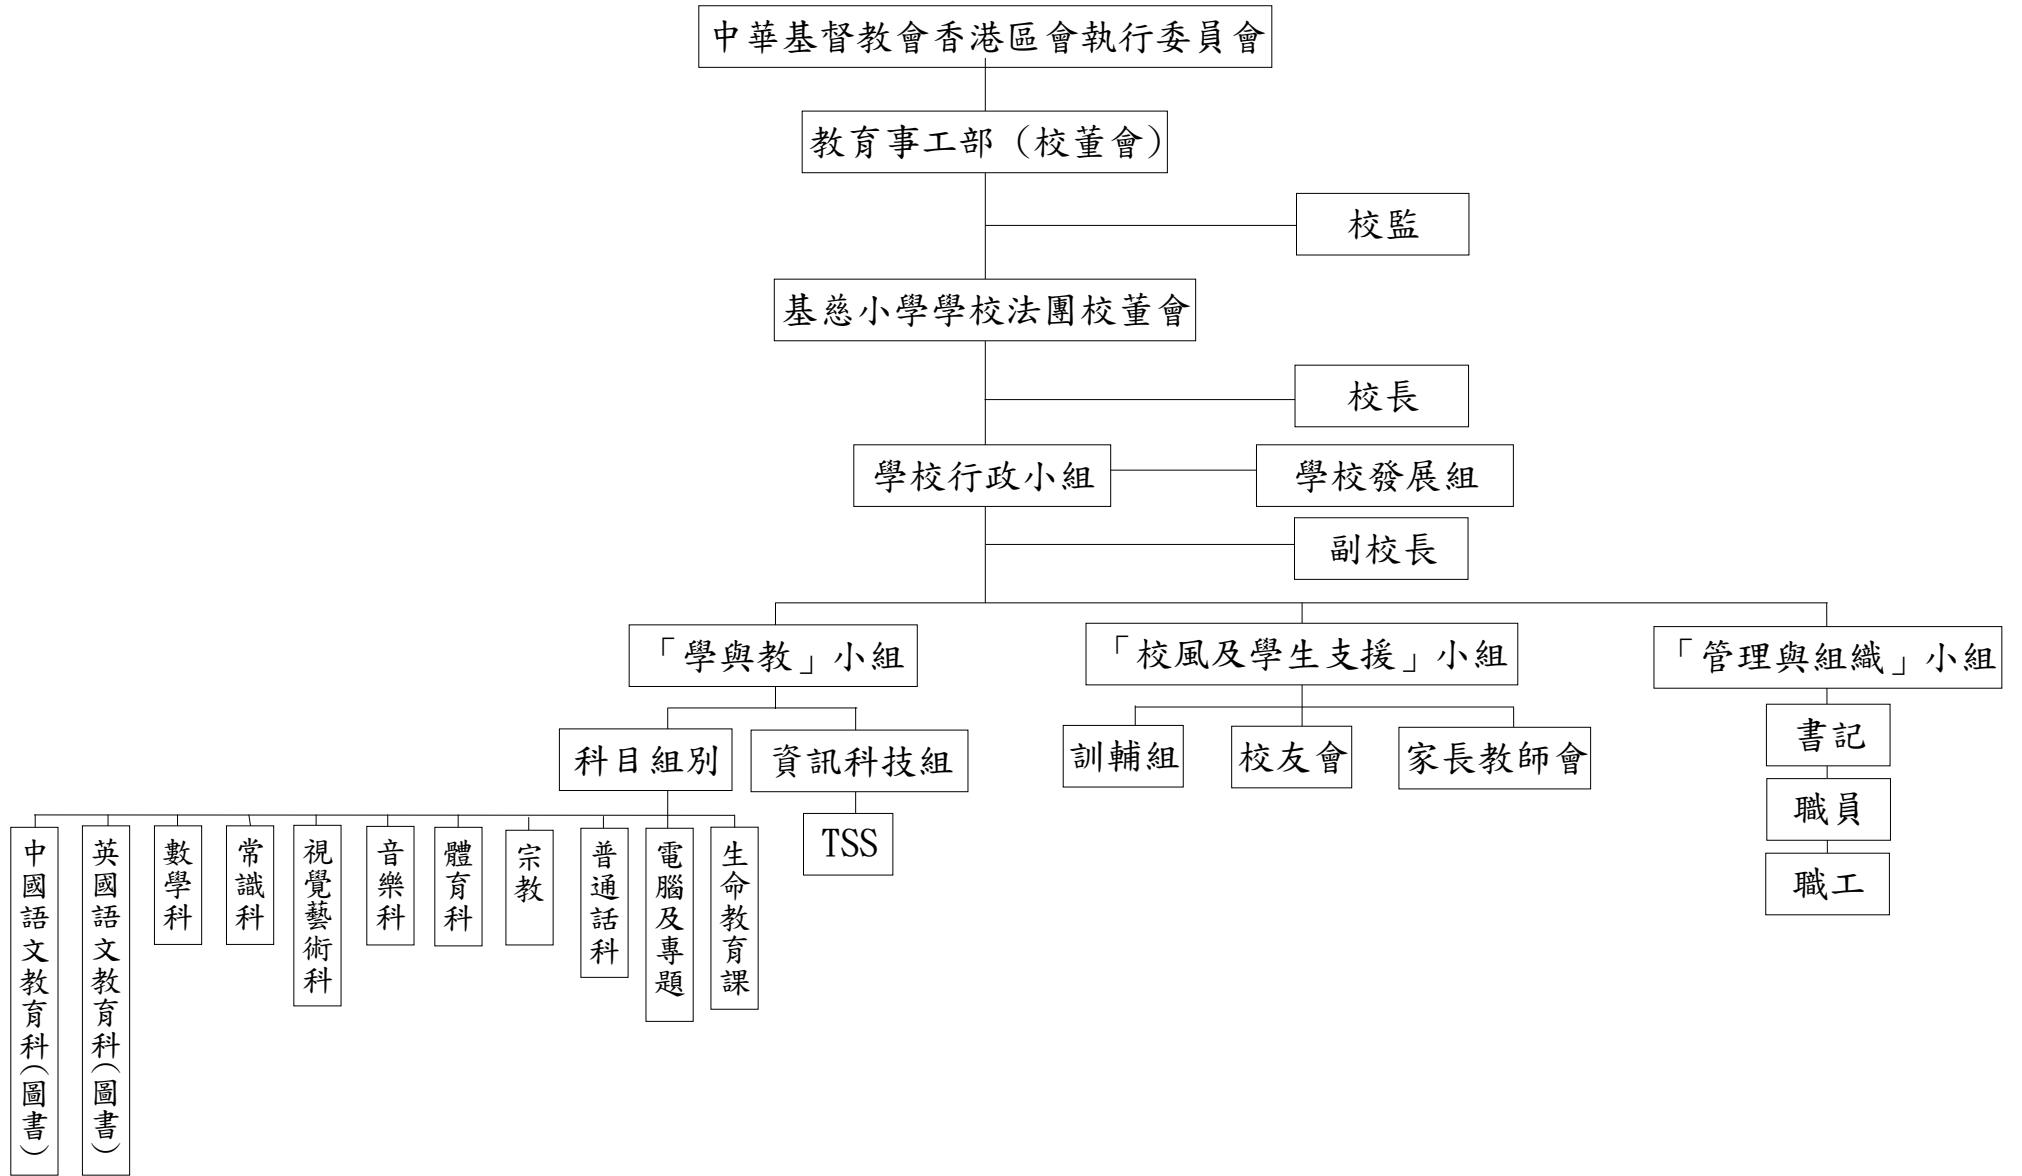 中華基督教會香港區會執行委員會
教育事工部（校董會）
校監
基慈小學學校法團校董會
校長
學校行政小組
學校發展組
副校長
「學與教」小組
「校風及學生支援」小組
「管理與組織」小組
科目組別
資訊科技組
訓輔組
校友會
家長教師會
書記
職員
職工
TSS
中國語文教育科(圖書)
英國語文教育科(圖書)
數學科
常識科
視覺藝術科
音樂科
體育科
宗教
普通話科
電腦及專題
生命教育課